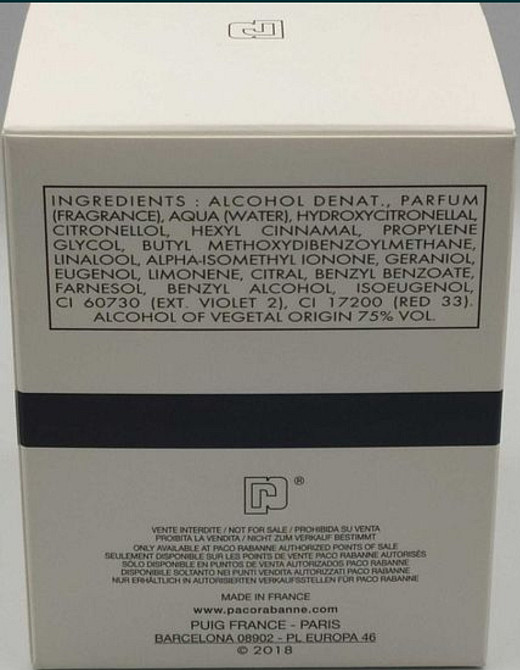 INGREDIENTS : ALCOHOL DENAT., PARFUM
(FRAGRANCE), AQUA (WATER), HYDROXYCITRONELLAL,
CITRONELLOL, HEXYL CINNAMAL, PROPYLENE
GLYCOL, BUTYL METHOXYDIBENZOYLMETHANE,
LINALOOL, ALPHA-ISOMETHYL IONONE, GERANIOL,
EUGENOL, LIMONENE, CITRAL, BENZYL BENZOATE,
FARNESOL, BENZYL ALCOHOL, ISOEUGENOL,
CI 60730 (EXT. VIOLET 2), CI 17200 (RED 33).
ALCOHOL OF VEGETAL ORIGIN 75% VOL.
®
VENTE INTERDITE / NOT FOR SALE / PROHIBIDA SU VENTA
PROIBITA LA VENDITA / NICHT ZUM VERKAUF BESTIMMT
ONLY AVAILABLE AT PACO RABANNE AUTHORIZED POINTS OF SALE
SEULEMENT DISPONIBLE SUR LES POINTS DE VENTE PACO RABANNE AUTORISÉS
SÓLO DISPONIBLE EN PUNTOS DE VENTA AUTORIZADOS PACO RABANNE
DISPONIBILE SOLTANTO NEI PUNTI VENDITA AUTORIZZATI PACO RABANNE
NUR ERHÄLTLICH IN AUTORISIERTEN VERKAUFSSTELLEN FÜR PACO RABANNE
MADE IN FRANCE
www.pacorabanne.com
PUIG FRANCE - PARIS
BARCELONA 08902 - PL EUROPA 46
© 2018